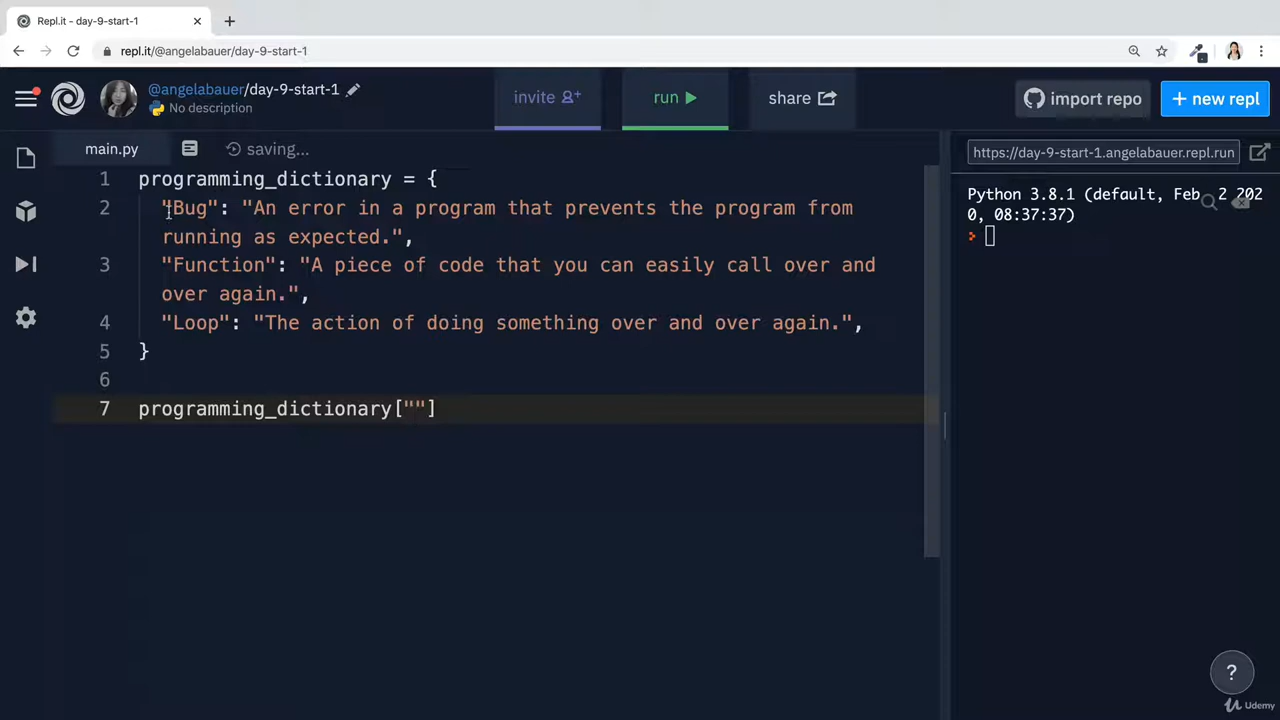 Repl.it - day-9-start-1
repl.it/@angelabauer/day-9-start-1
@angelabauer/day-9-start-1
No description
invite
run
share
import repo
+ new repl
main.py
saving...
https://day-9-start-1.angelabauer.repl.run
1 programming_dictionary = {
2 "Bug": "An error in a program that prevents the program from
running as expected.",
3 "Function": "A piece of code that you can easily call over and
over again.",
4 "Loop": "The action of doing something over and over again.",
5 }
6
7 programming_dictionary[""]
Python 3.8.1 (default, Feb 2 202
0, 08:37:37)
?
Udemy